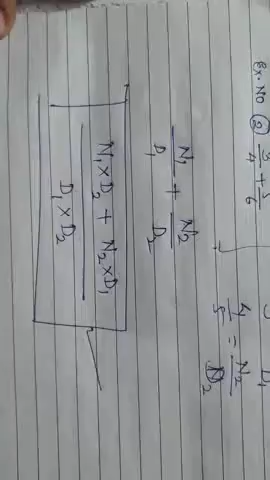 Ex. No ② 3/4 + 5/6
4/5 = N₂/D₂
D₁
N₁/D₁ + N₂/D₂
N₁×D₂ + N₂×D₁
D₁×D₂